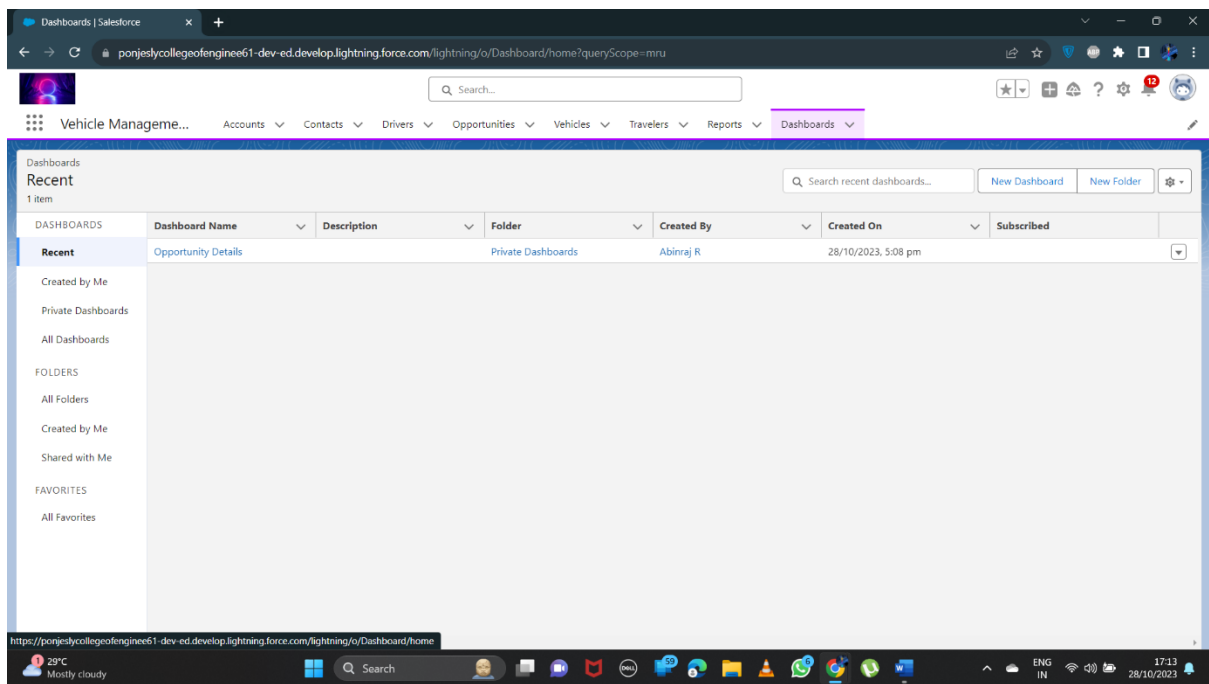 Dashboards | Salesforce
ponjeslycollegeofenginee61-dev-ed.develop.lightning.force.com/lightning/o/Dashboard/home?queryScope=mru
Search...
12
Vehicle Manageme... Accounts Contacts Drivers Opportunities Vehicles Travelers Reports Dashboards
Dashboards
Recent
1 item
Search recent dashboards... New Dashboard New Folder
DASHBOARDS Dashboard Name Description Folder Created By Created On Subscribed
Recent Opportunity Details Private Dashboards Abinraj R 28/10/2023, 5:08 pm
Created by Me
Private Dashboards
All Dashboards
FOLDERS
All Folders
Created by Me
Shared with Me
FAVORITES
All Favorites
https://ponjeslycollegeofenginee61-dev-ed.develop.lightning.force.com/lightning/o/Dashboard/home
1 29°C
Mostly cloudy
Search
DELL
59
6
ENG
IN
17:13
28/10/2023